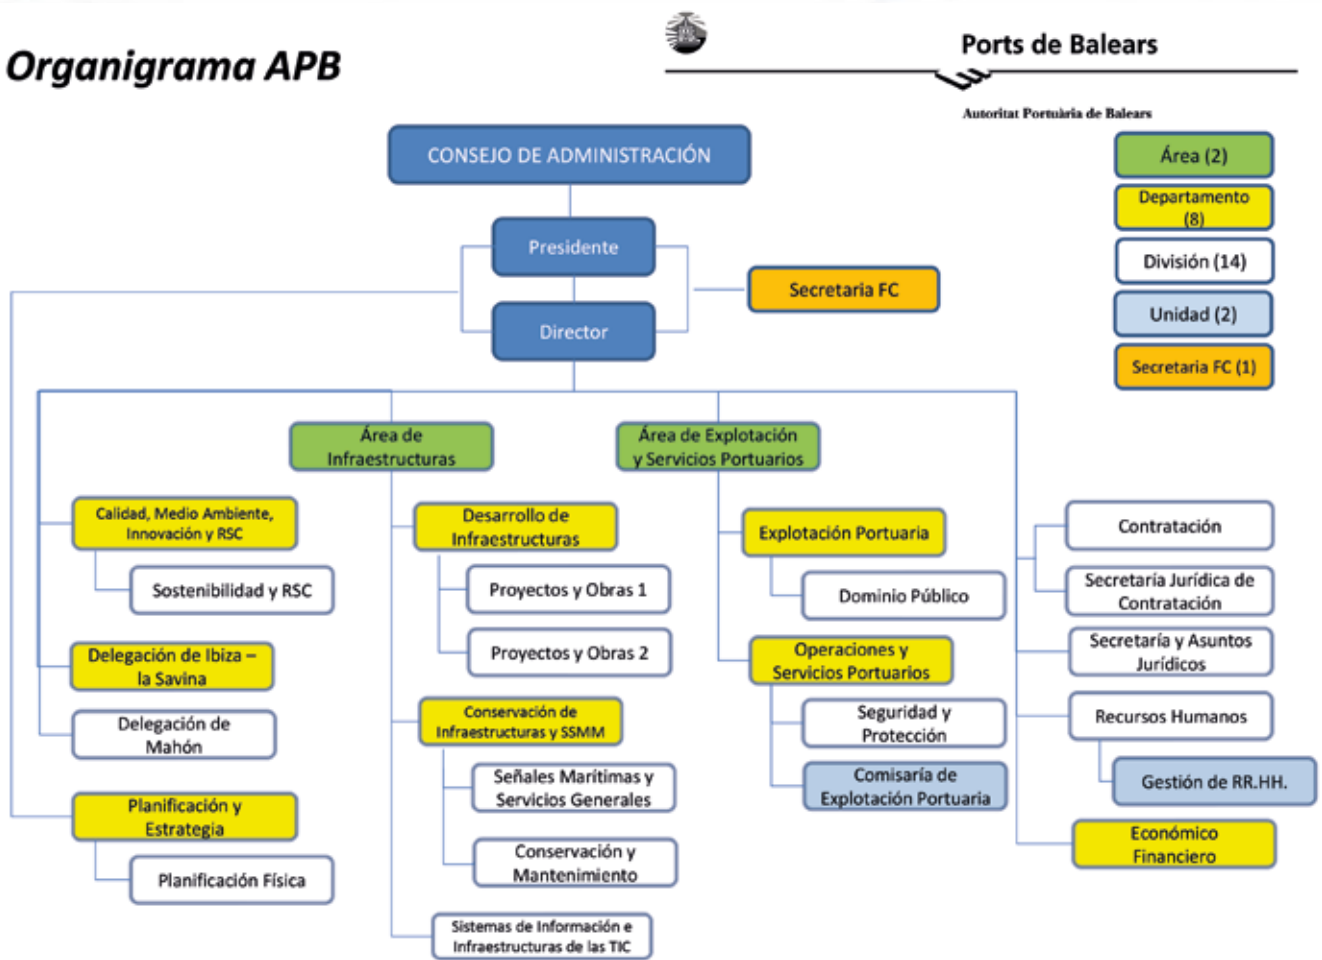 Organigrama APB
Ports de Balears
Autoritat Portuària de Balears
CONSEJO DE ADMINISTRACIÓN
Presidente
Director
Secretaria FC
Área (2)
Departamento
(8)
División (14)
Unidad (2)
Secretaria FC (1)
Área de
Infraestructuras
Área de Explotación
y Servicios Portuarios
Calidad, Medio Ambiente,
Innovación y RSC
Sostenibilidad y RSC
Delegación de Ibiza –
la Savina
Delegación de
Mahón
Planificación y
Estrategia
Planificación Física
Desarrollo de
Infraestructuras
Proyectos y Obras 1
Proyectos y Obras 2
Conservación de
Infraestructuras y SSMM
Señales Marítimas y
Servicios Generales
Conservación y
Mantenimiento
Sistemas de Información e
Infraestructuras de las TIC
Explotación Portuaria
Dominio Público
Operaciones y
Servicios Portuarios
Seguridad y
Protección
Comisaría de
Explotación Portuaria
Contratación
Secretaría Jurídica de
Contratación
Secretaría y Asuntos
Jurídicos
Recursos Humanos
Gestión de RR.HH.
Económico
Financiero